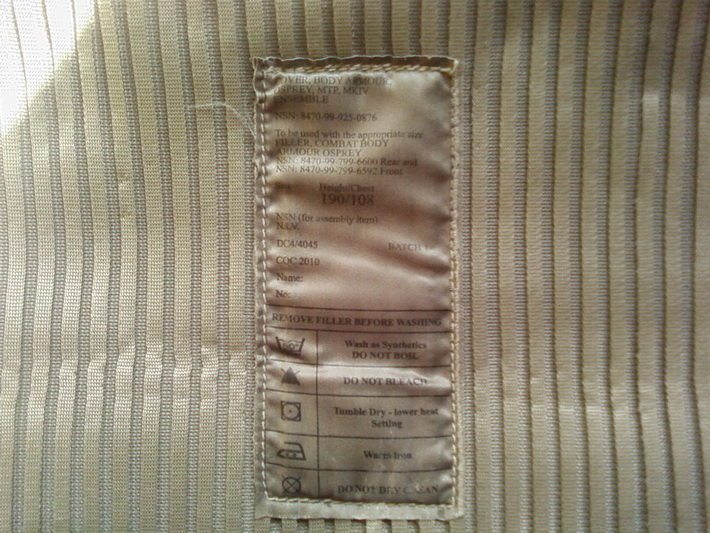 COVER, BODY ARMOUR,
OSPREY, MTP, MKIV
ENSEMBLE
NSN: 8470-99-925-0876
To be used with the appropriate size
FILLER, COMBAT BODY
ARMOUR OSPREY
NSN: 8470-99-799-6600 Rear and
NSN: 8470-99-799-6592 Front
Height/Chest
190/108
NSN (for assembly item)
N.I.V.
DC4/4045 BATCH
COC 2010
Name:
No:
REMOVE FILLER BEFORE WASHING
Wash as Synthetics
DO NOT BOIL
DO NOT BLEACH
Tumble Dry - lower heat
Setting
Warm Iron
DO NOT DRY CLEAN